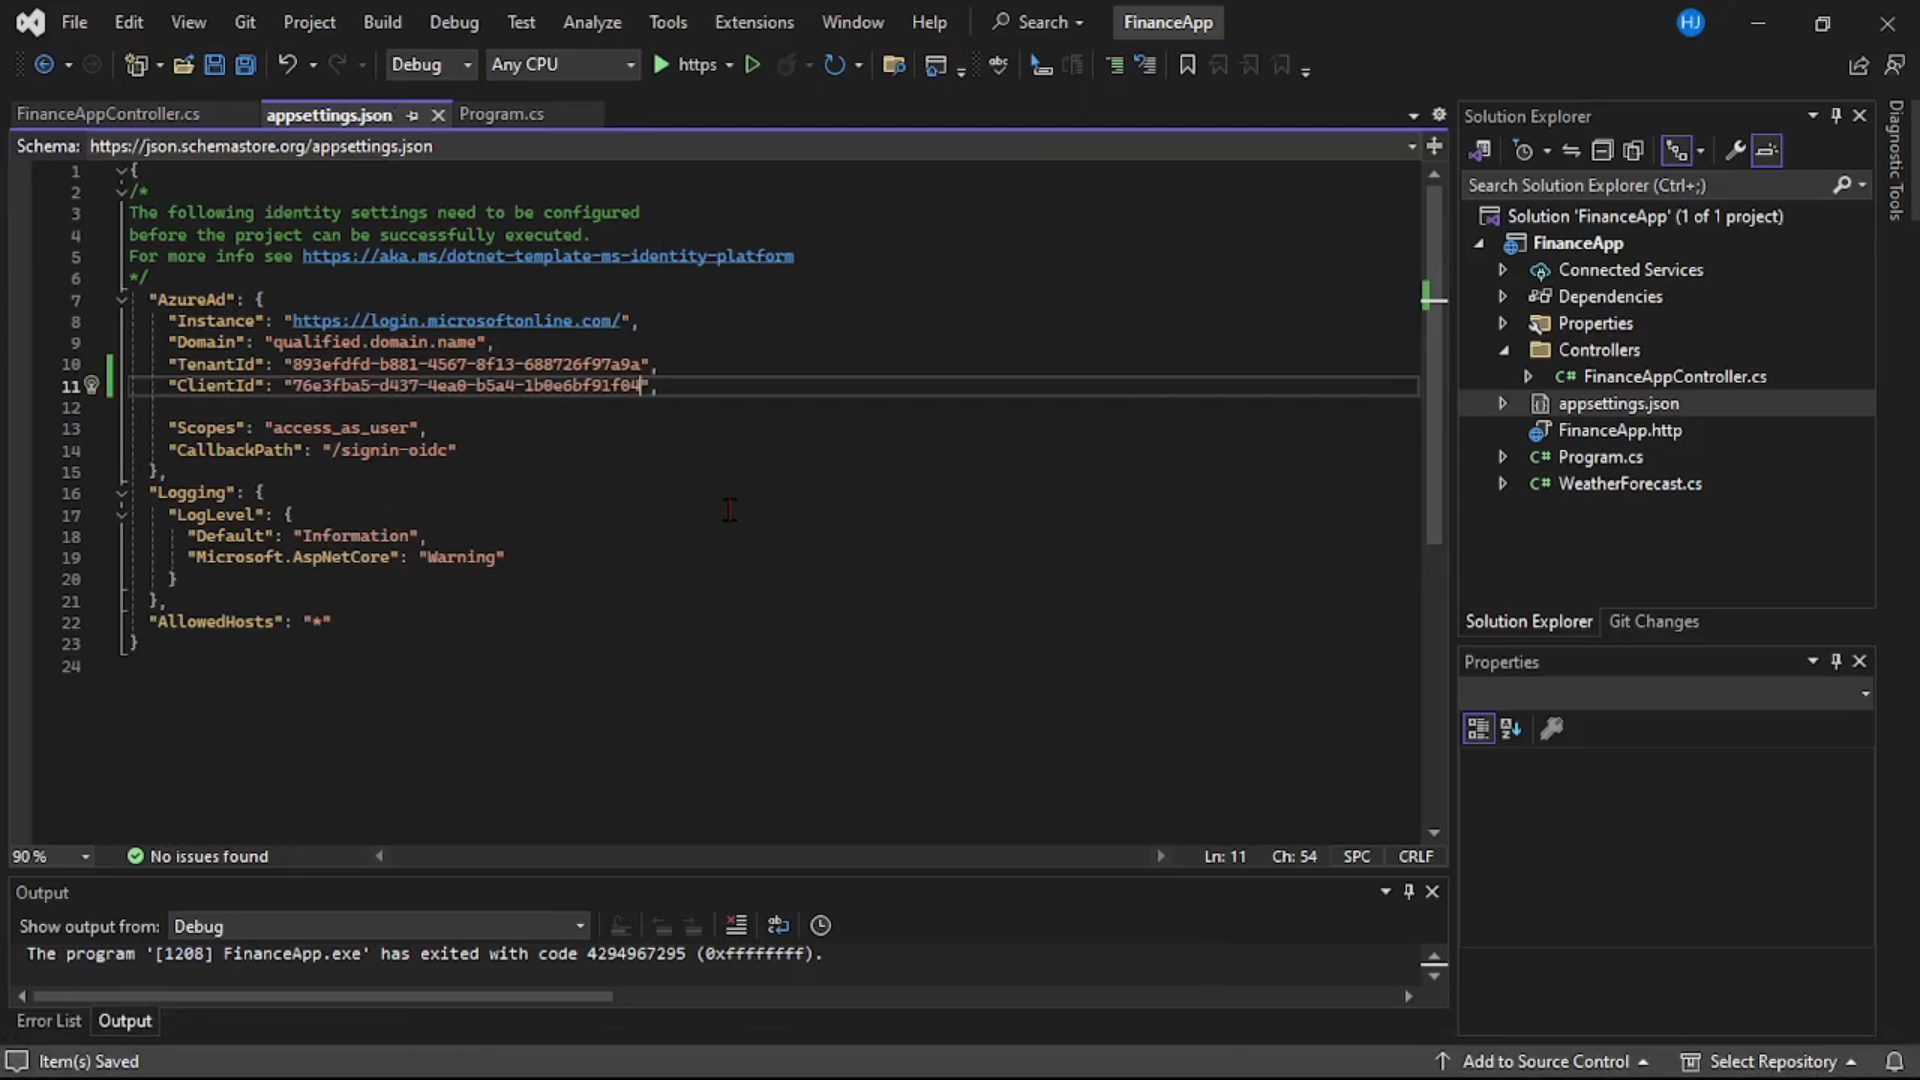 File Edit View Git Project Build Debug Test Analyze Tools Extensions Window Help Search FinanceApp HJ
Debug Any CPU https
FinanceAppController.cs appsettings.json Program.cs
Schema: https://json.schemastore.org/appsettings.json
1 {
2 /*
3 The following identity settings need to be configured
4 before the project can be successfully executed.
5 For more info see https://aka.ms/dotnet-template-ms-identity-platform
6 */
7 "AzureAd": {
8 "Instance": "https://login.microsoftonline.com/",
9 "Domain": "qualified.domain.name",
10 "TenantId": "893efdfd-b881-4567-8f13-688726f97a9a",
11 "ClientId": "76e3fba5-d437-4ea0-b5a4-1b0e6bf91f04",
12
13 "Scopes": "access_as_user",
14 "CallbackPath": "/signin-oidc"
15 },
16 "Logging": {
17 "LogLevel": {
18 "Default": "Information",
19 "Microsoft.AspNetCore": "Warning"
20 }
21 },
22 "AllowedHosts": "*"
23 }
24
90 % No issues found Ln: 11 Ch: 54 SPC CRLF
Output
Show output from: Debug
The program '[1208] FinanceApp.exe' has exited with code 4294967295 (0xffffffff).
Error List Output
Solution Explorer
Search Solution Explorer (Ctrl+;)
Solution 'FinanceApp' (1 of 1 project)
FinanceApp
Connected Services
Dependencies
Properties
Controllers
C# FinanceAppController.cs
appsettings.json
FinanceApp.http
C# Program.cs
C# WeatherForecast.cs
Solution Explorer Git Changes
Properties
Diagnostic Tools
Item(s) Saved Add to Source Control Select Repository